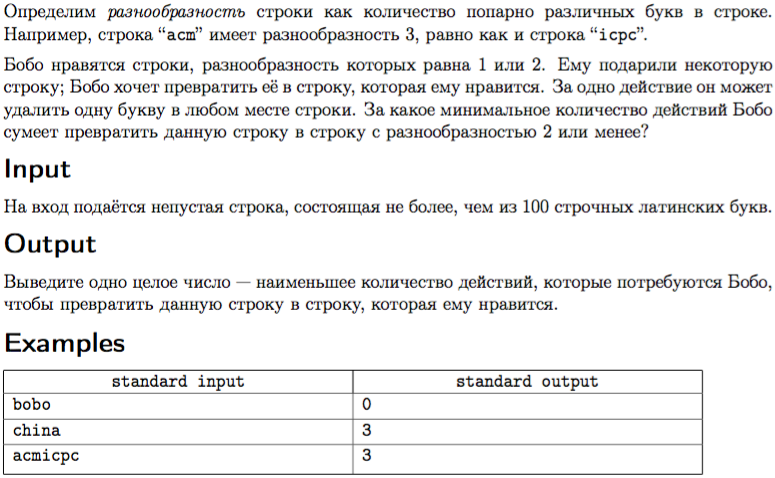 Определим разнообразность строки как количество попарно различных букв в строке.
Например, строка “acm” имеет разнообразность 3, равно как и строка “icpc”.
Бобо нравятся строки, разнообразность которых равна 1 или 2. Ему подарили некоторую
строку; Бобо хочет превратить её в строку, которая ему нравится. За одно действие он может
удалить одну букву в любом месте строки. За какое минимальное количество действий Бобо
сумеет превратить данную строку в строку с разнообразностью 2 или менее?
Input
На вход подаётся непустая строка, состоящая не более, чем из 100 строчных латинских букв.
Output
Выведите одно целое число — наименьшее количество действий, которые потребуются Бобо,
чтобы превратить данную строку в строку, которая ему нравится.
Examples
standard input standard output
bobo 0
china 3
acmicpc 3